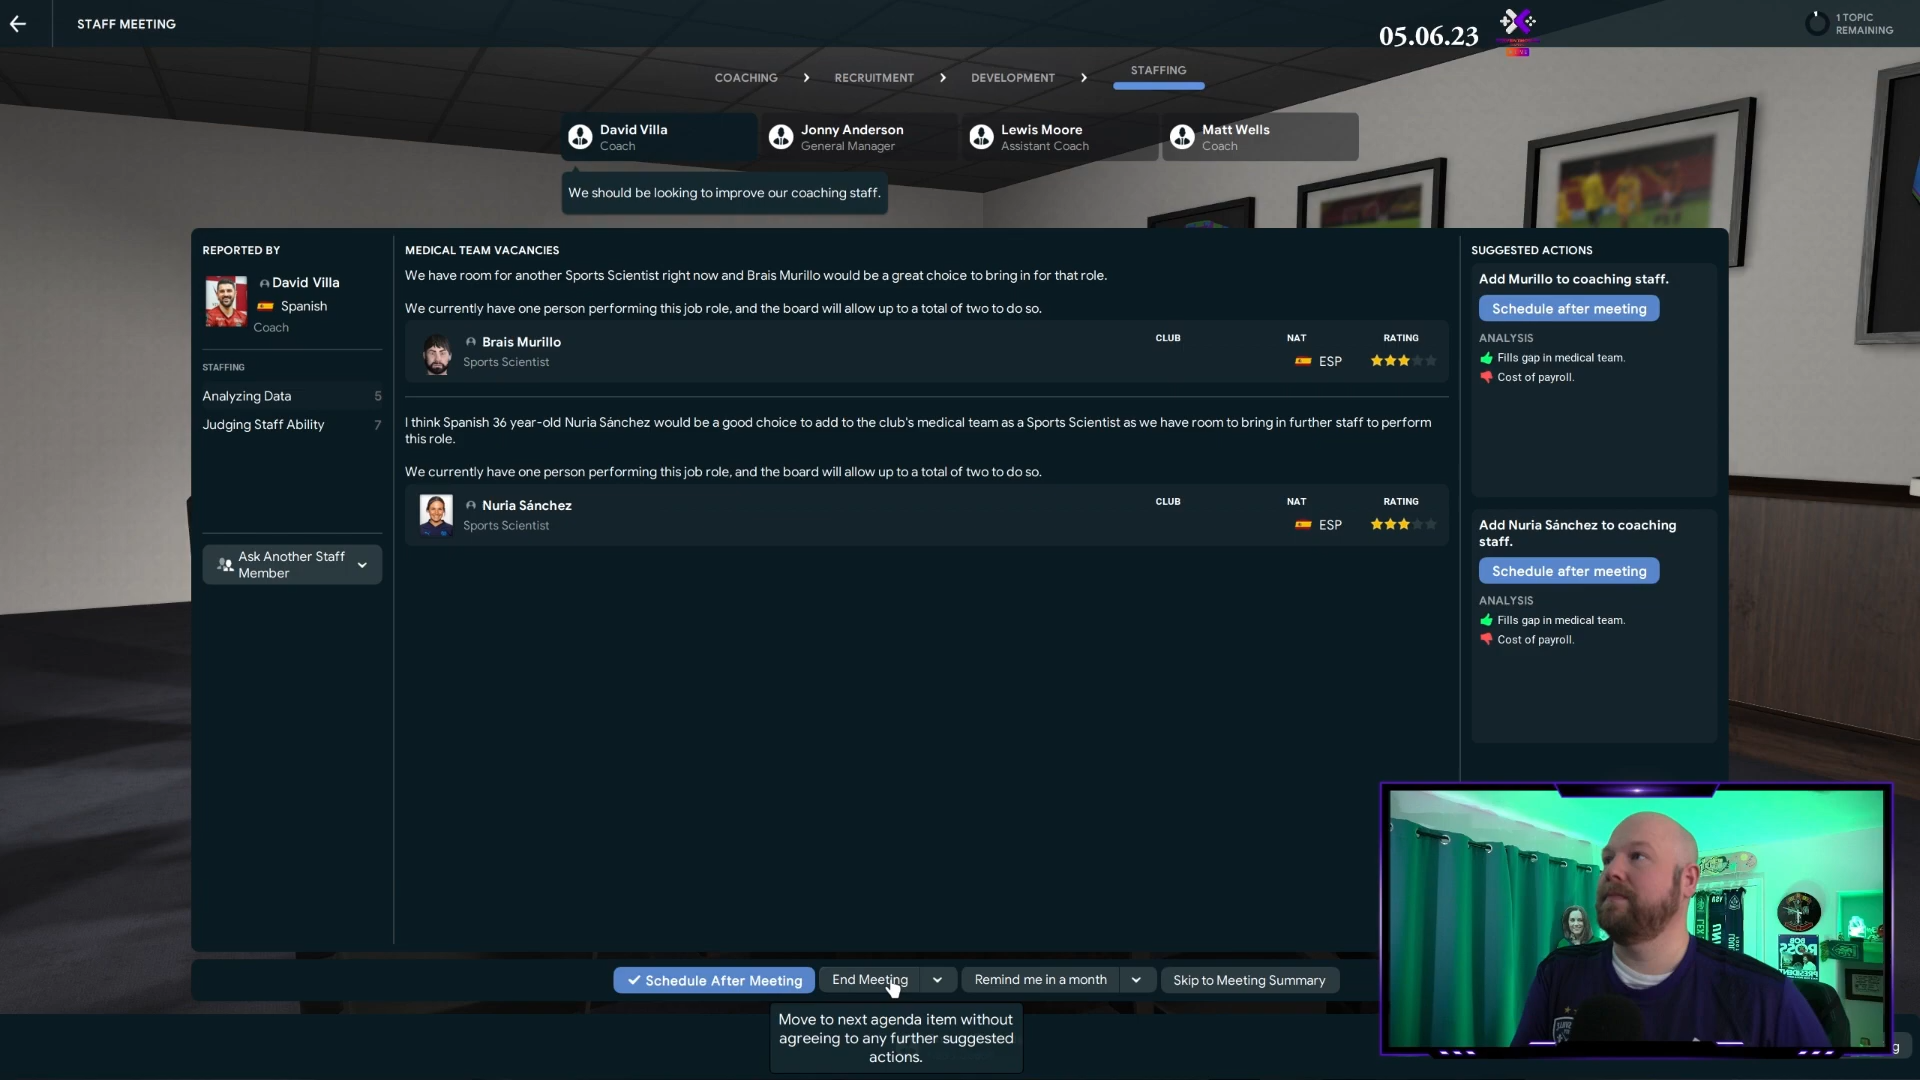 STAFF MEETING
05.06.23
1 TOPIC
REMAINING
COACHING
RECRUITMENT
DEVELOPMENT
STAFFING
David Villa
Coach
Jonny Anderson
General Manager
Lewis Moore
Assistant Coach
Matt Wells
Coach
We should be looking to improve our coaching staff.
REPORTED BY
David Villa
Spanish
Coach
STAFFING
Analyzing Data 5
Judging Staff Ability 7
Ask Another Staff
Member
MEDICAL TEAM VACANCIES
We have room for another Sports Scientist right now and Brais Murillo would be a great choice to bring in for that role.
We currently have one person performing this job role, and the board will allow up to a total of two to do so.
Brais Murillo
Sports Scientist
CLUB NAT RATING
ESP
I think Spanish 36 year-old Nuria Sánchez would be a good choice to add to the club's medical team as a Sports Scientist as we have room to bring in further staff to perform
this role.
We currently have one person performing this job role, and the board will allow up to a total of two to do so.
Nuria Sánchez
Sports Scientist
CLUB NAT RATING
ESP
SUGGESTED ACTIONS
Add Murillo to coaching staff.
Schedule after meeting
ANALYSIS
Fills gap in medical team.
Cost of payroll.
Add Nuria Sánchez to coaching
staff.
Schedule after meeting
ANALYSIS
Fills gap in medical team.
Cost of payroll.
Schedule After Meeting
End Meeting
Remind me in a month
Skip to Meeting Summary
Move to next agenda item without
agreeing to any further suggested
actions.
BOB
ROSS